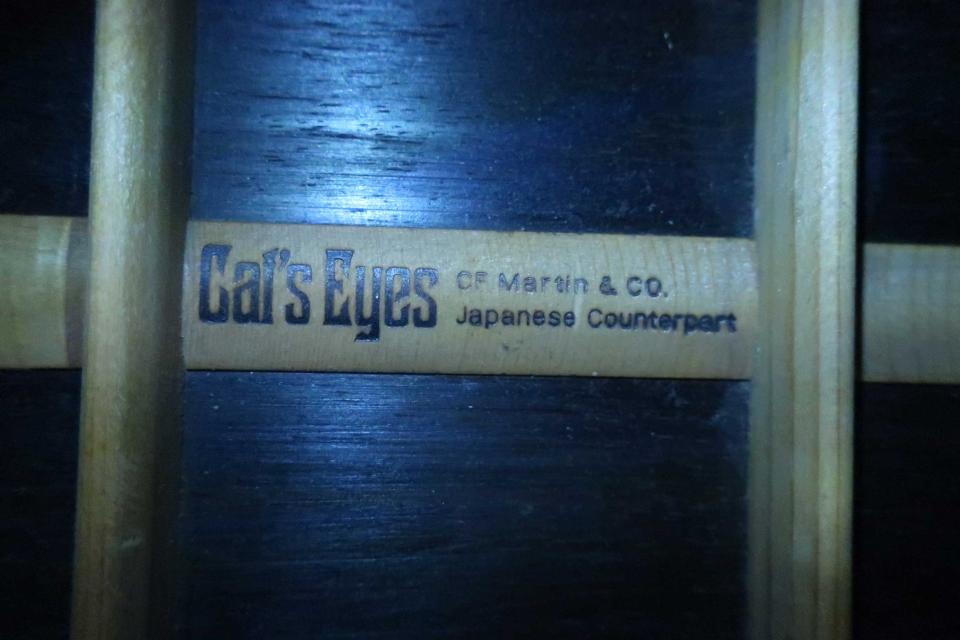 Cat's Eyes
CF Martin & CO.
Japanese Counterpart